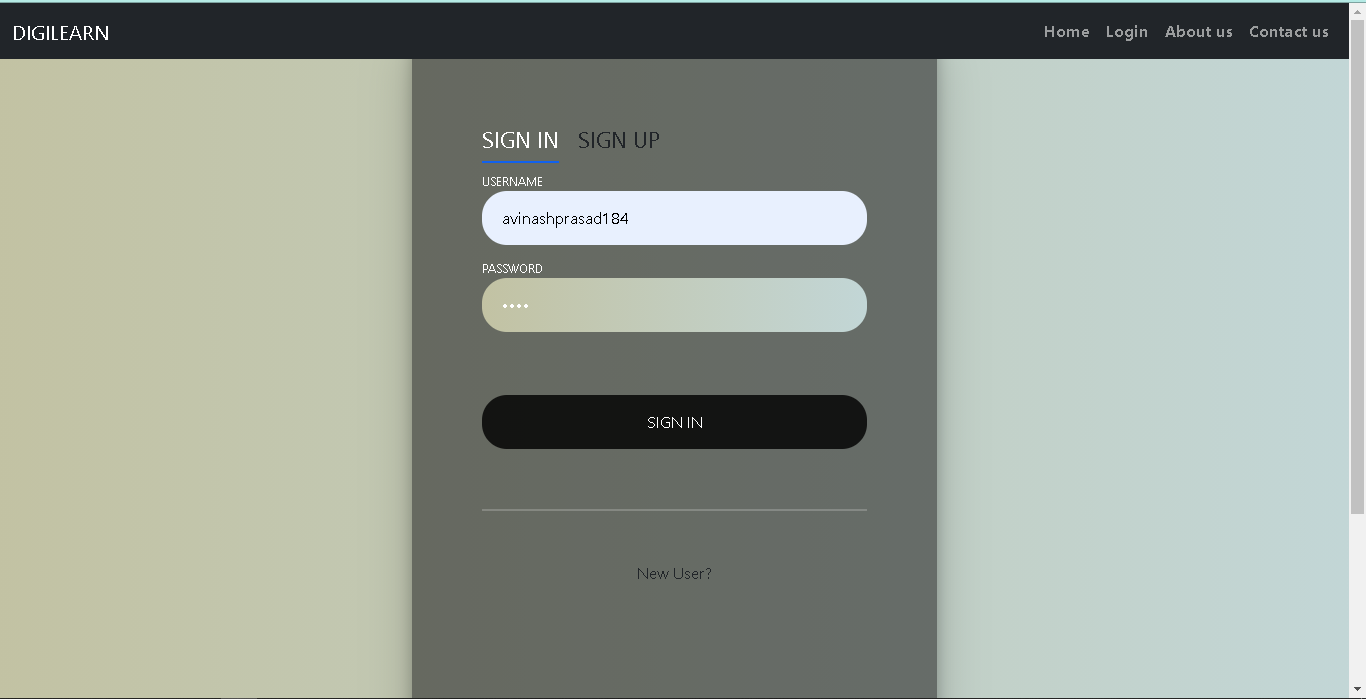 DIGILEARN
Home Login About us Contact us
SIGN IN SIGN UP
USERNAME
avinashprasad184
PASSWORD
••••
SIGN IN
New User?